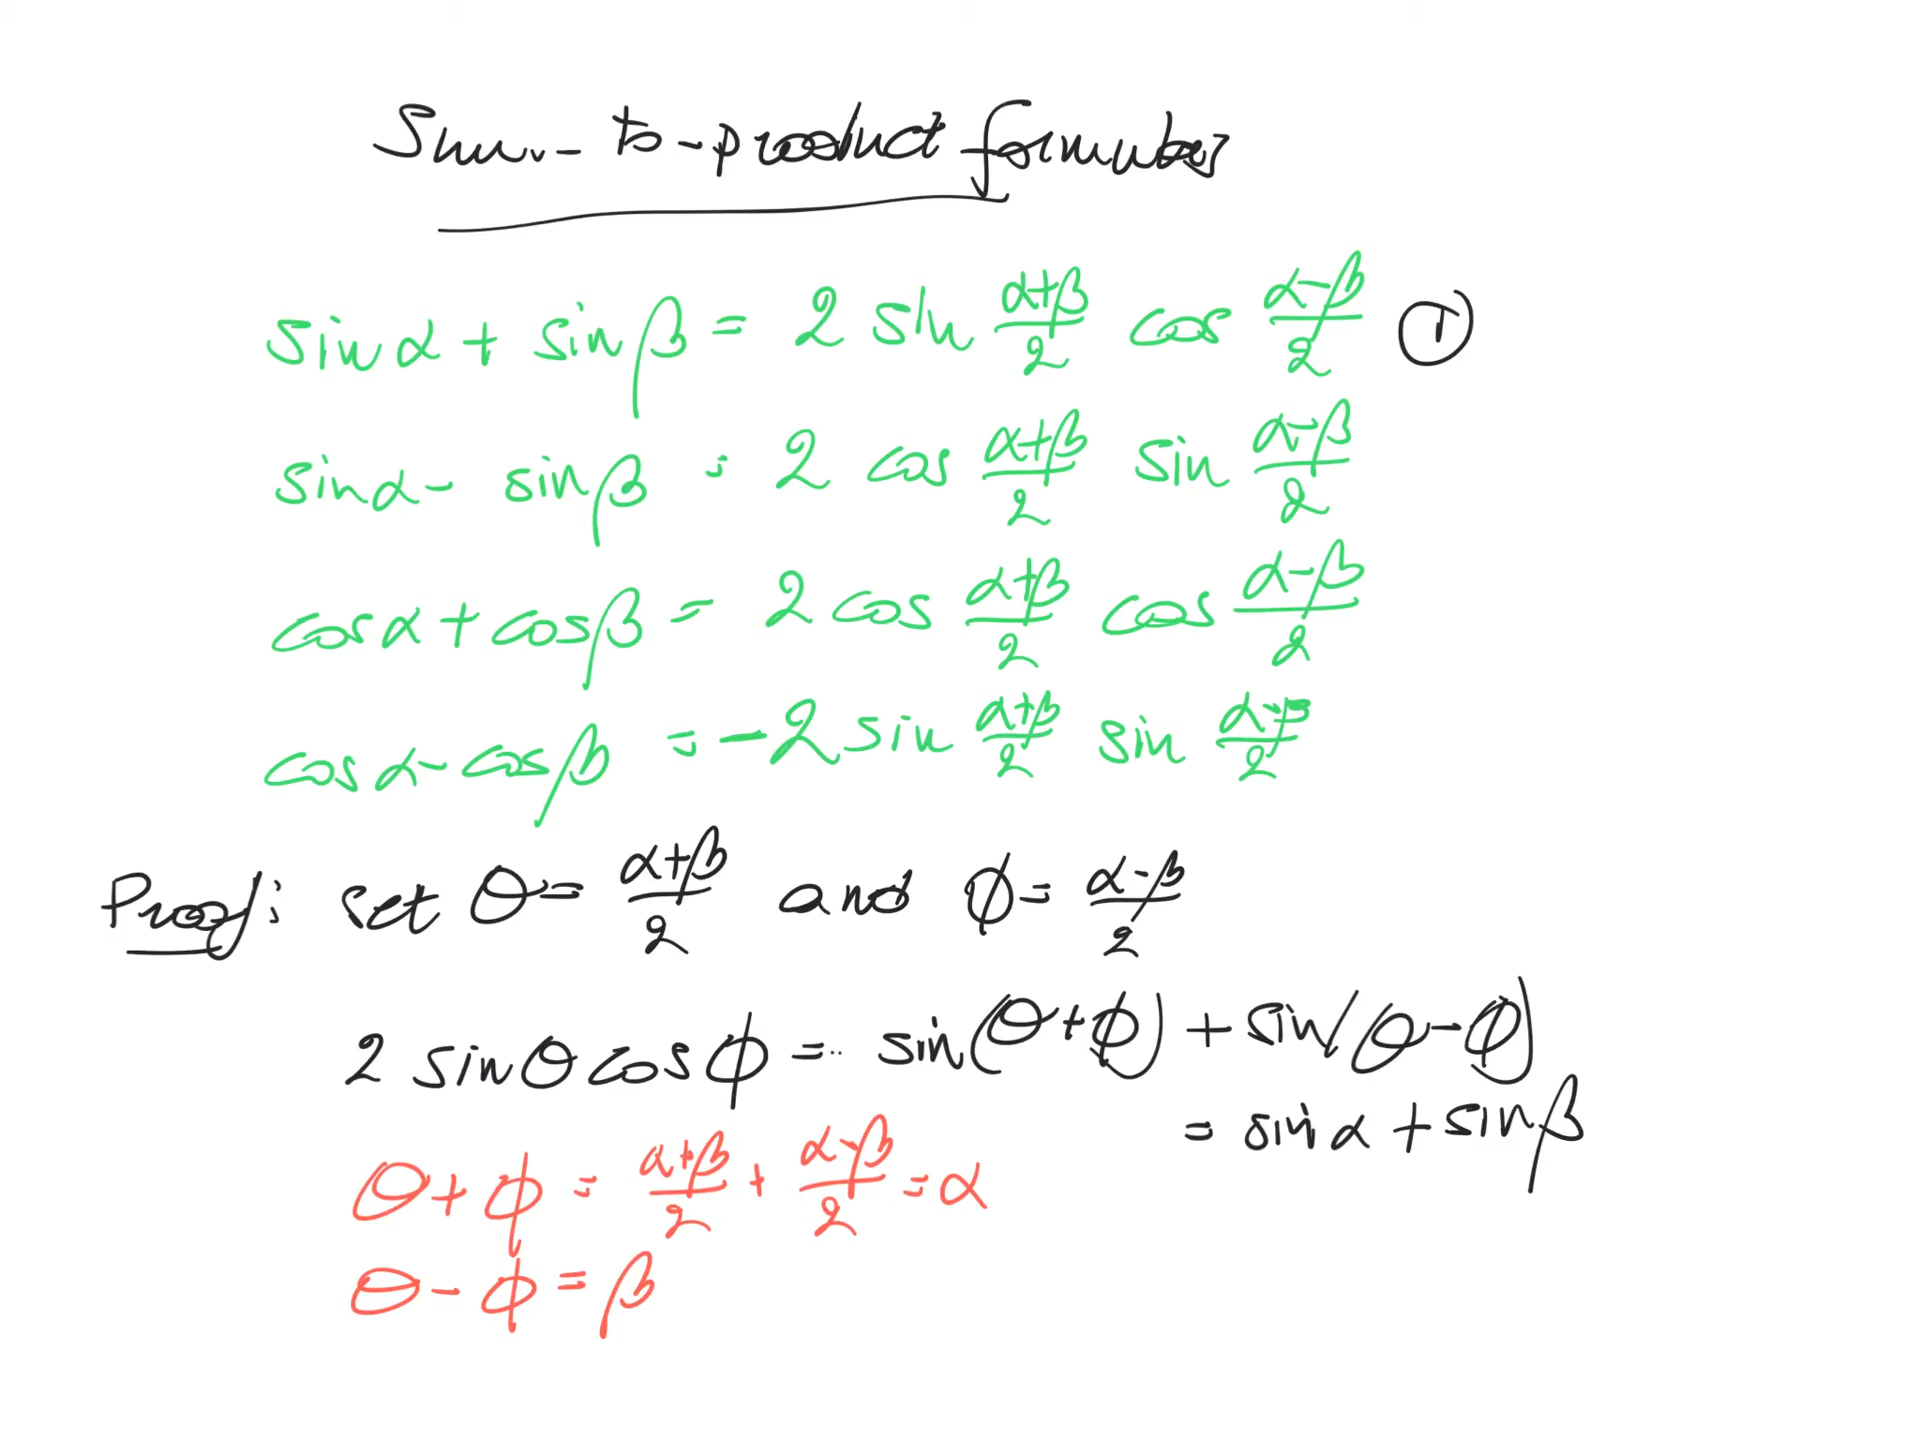 Sum-to-product formulas
sin α + sin β = 2 sin (α+β)/2 cos (α-β)/2 ①
sin α - sin β = 2 cos (α+β)/2 sin (α-β)/2
cos α + cos β = 2 cos (α+β)/2 cos (α-β)/2
cos α - cos β = -2 sin (α+β)/2 sin (α-β)/2
Proof: set θ = (α+β)/2 and ϕ = (α-β)/2
2 sin θ cos ϕ = sin(θ+ϕ) + sin(θ-ϕ)
= sin α + sin β
θ + ϕ = (α+β)/2 + (α-β)/2 = α
θ - ϕ = β